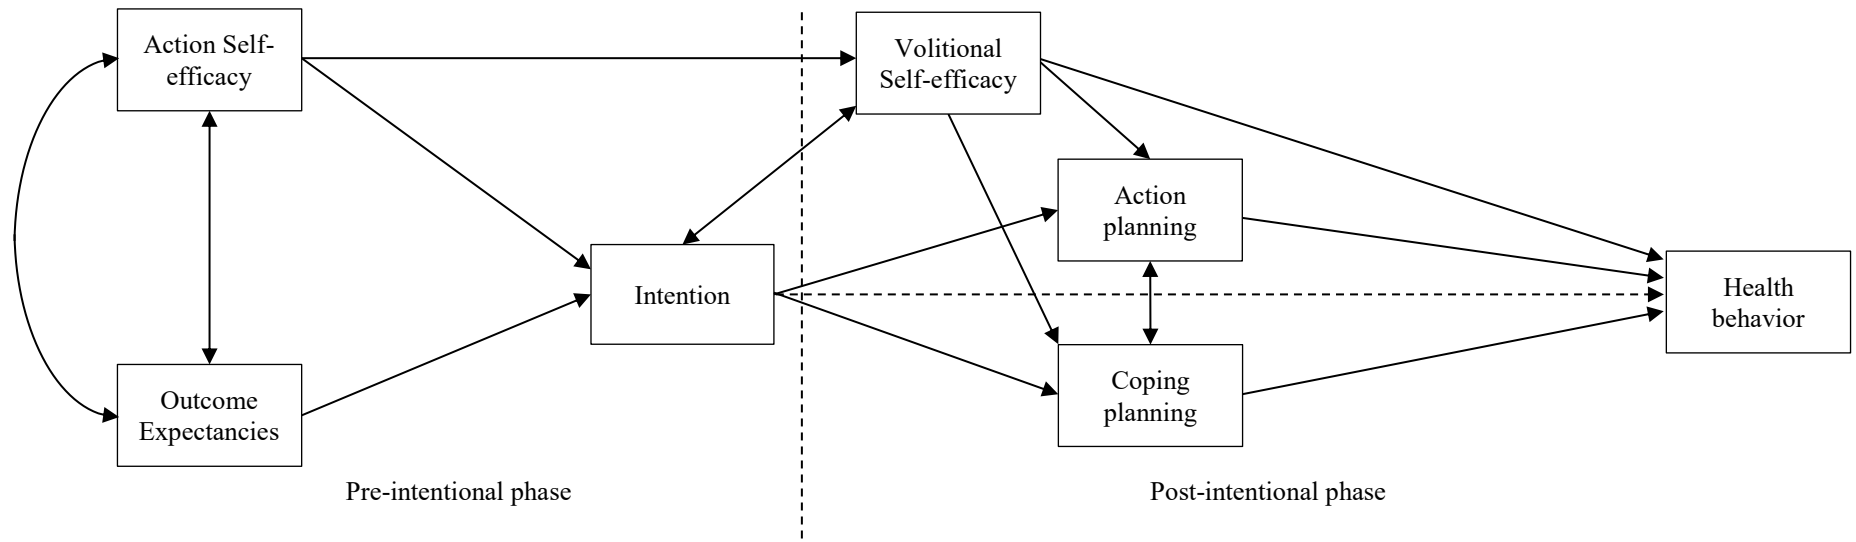 Action Self-
efficacy
Volitional
Self-efficacy
Action
planning
Intention
Health
behavior
Coping
planning
Outcome
Expectancies
Pre-intentional phase
Post-intentional phase